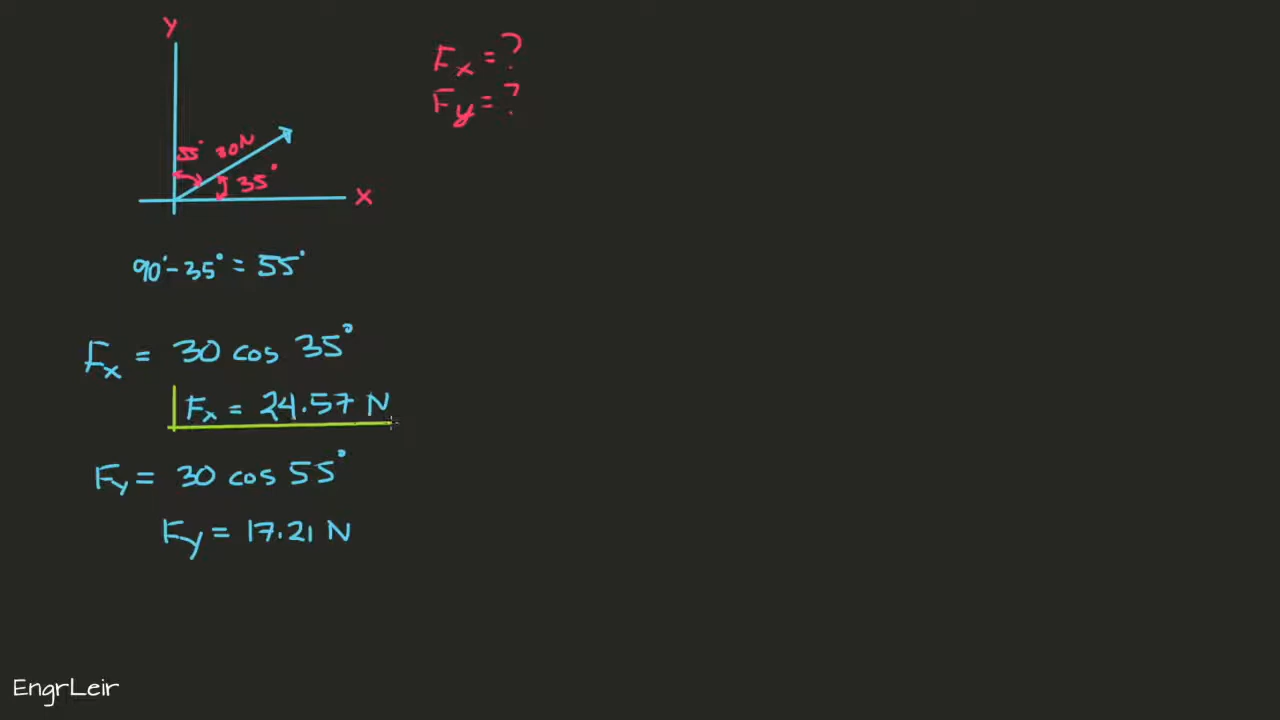 Y
Fx = ?
Fy = ?
55° 30N
35°
X
90° - 35° = 55°
Fx = 30 cos 35°
Fx = 24.57 N
Fy = 30 cos 55°
Fy = 17.21 N
EngrLeir